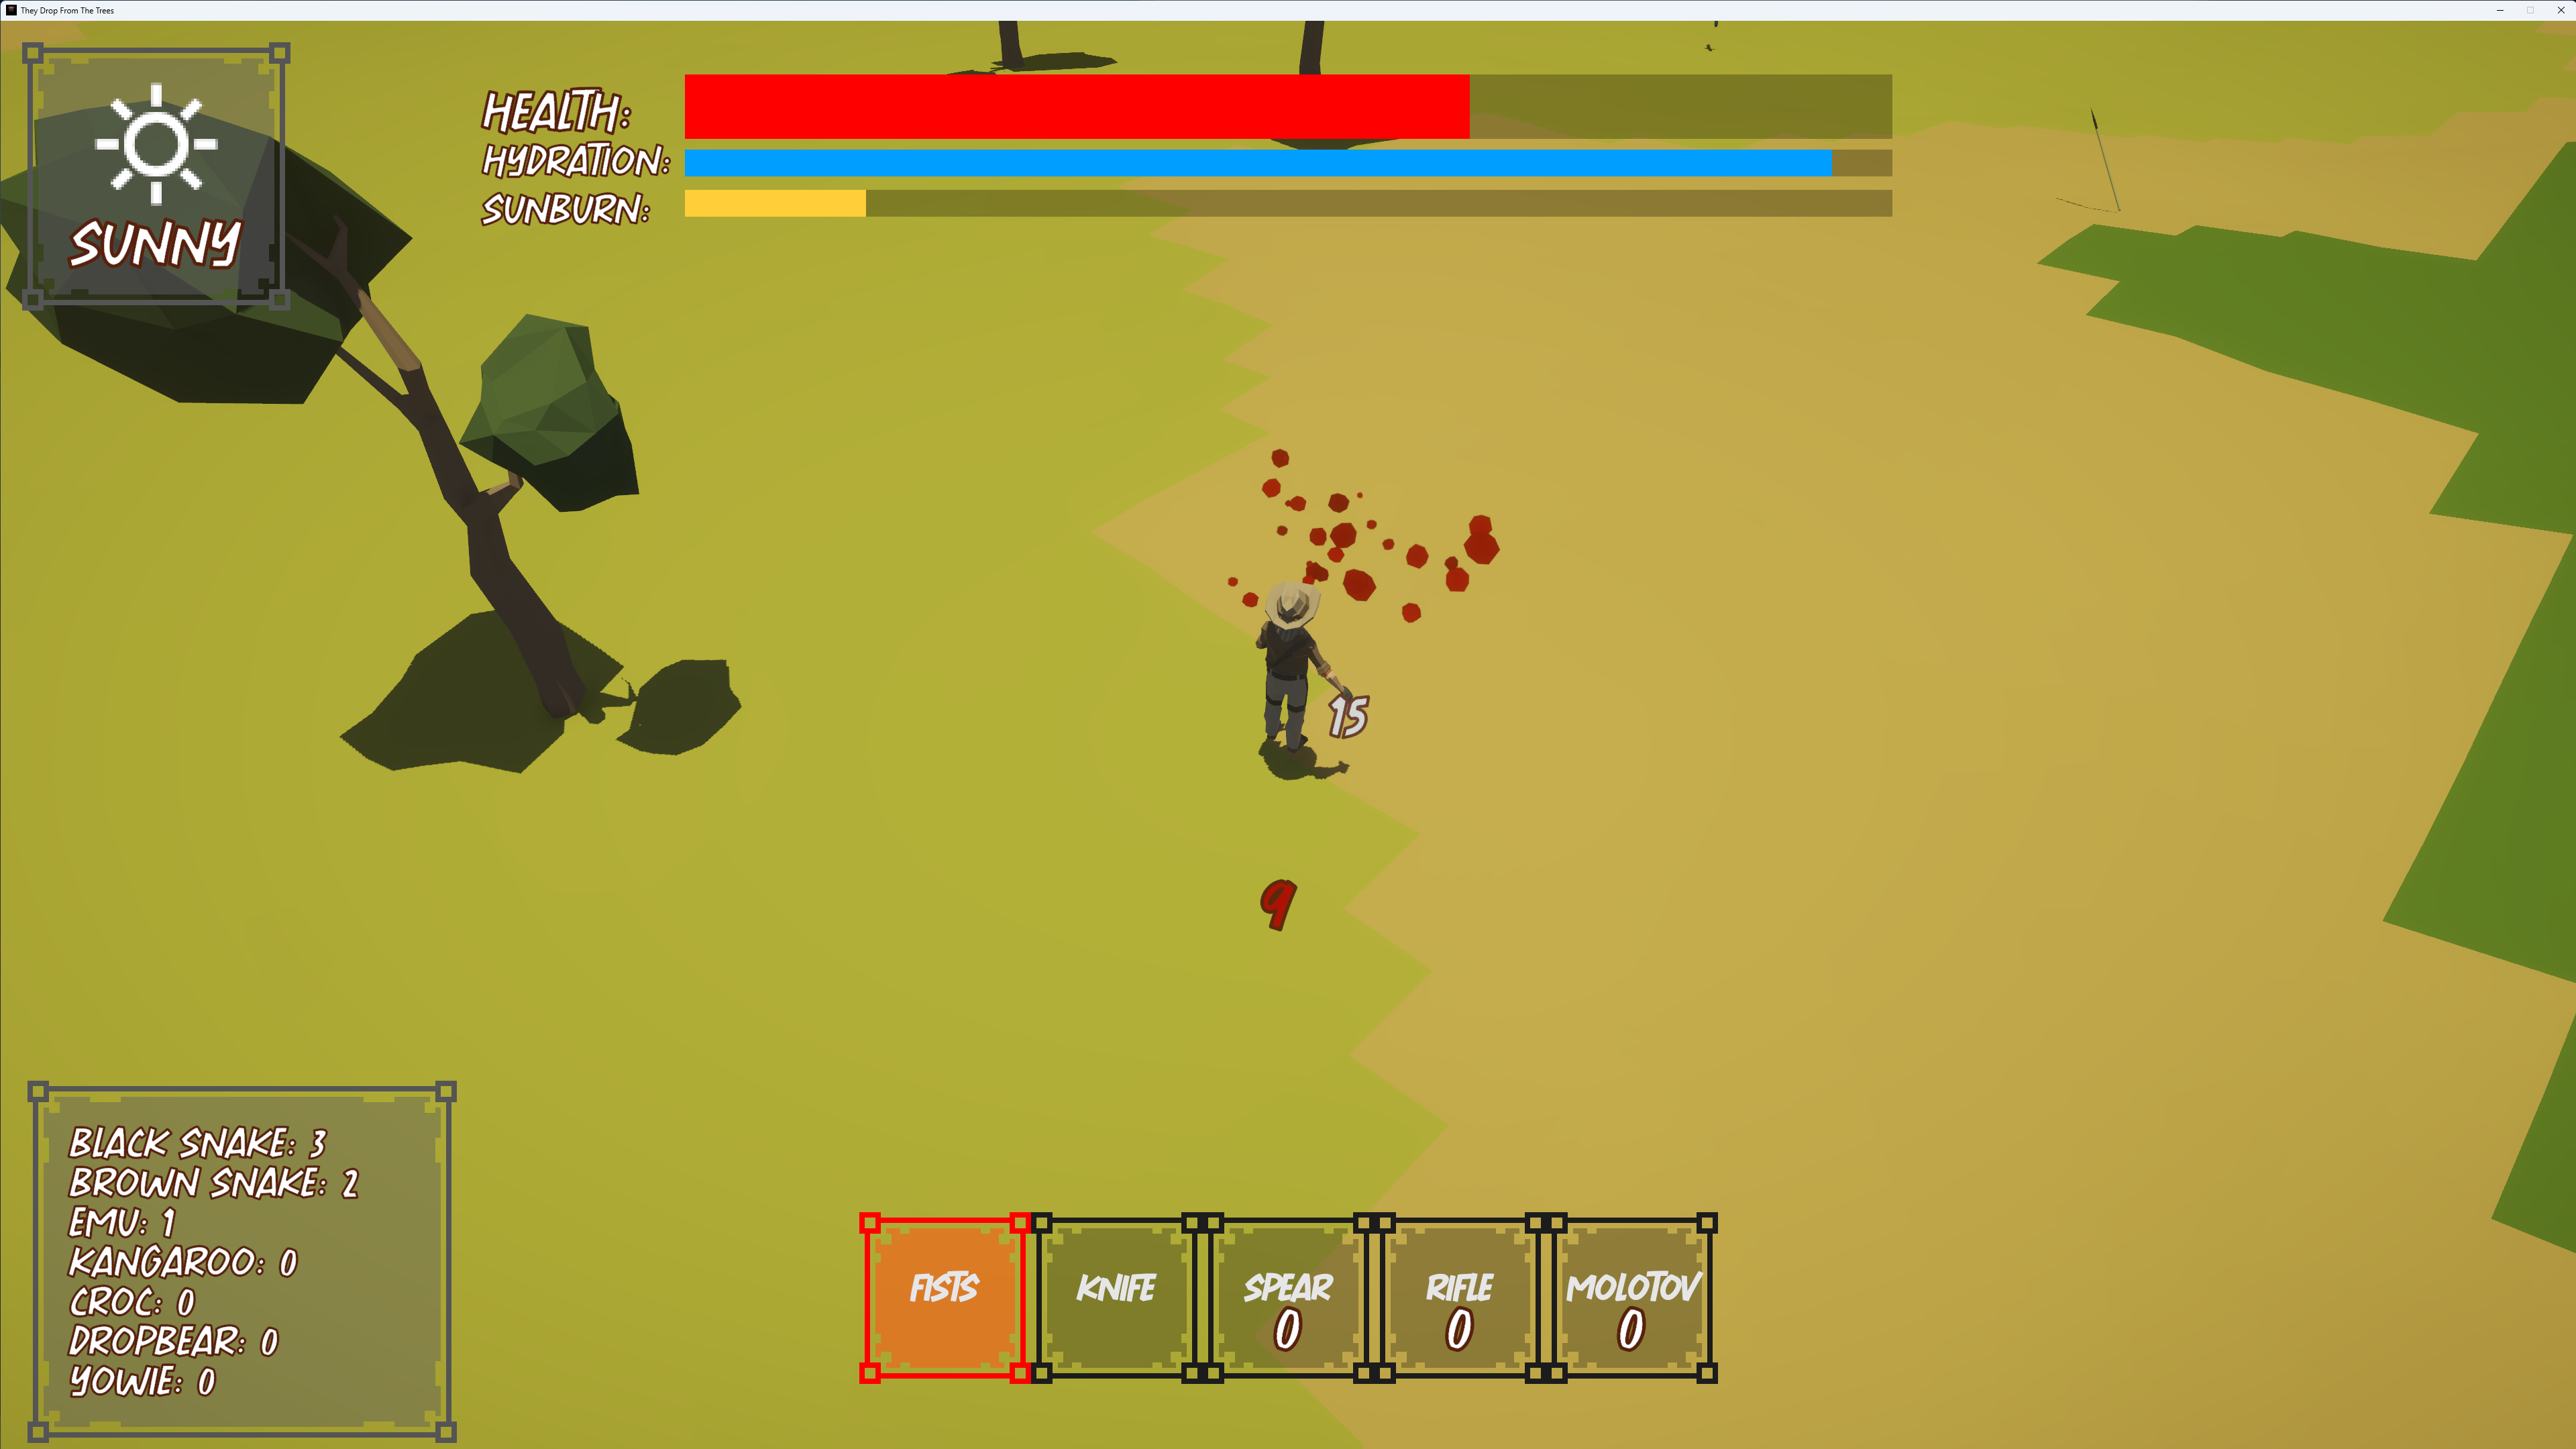 They Drop From The Trees
SUNNY
HEALTH:
HYDRATION:
SUNBURN:
15
9
BLACK SNAKE: 3
BROWN SNAKE: 2
EMU: 1
KANGAROO: 0
CROC: 0
DROPBEAR: 0
YOWIE: 0
FISTS
KNIFE
SPEAR
0
RIFLE
0
MOLOTOV
0